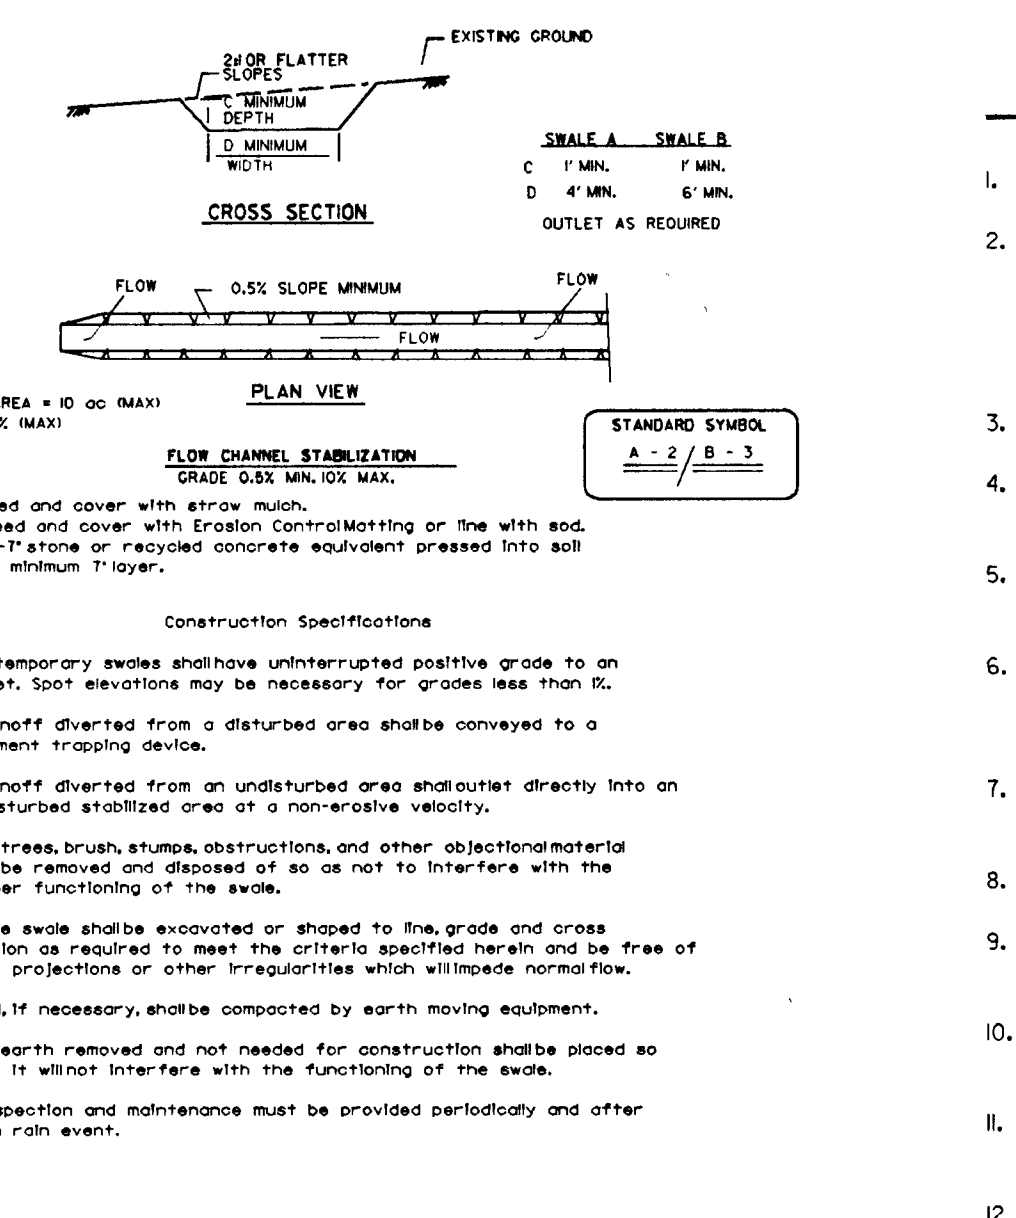 EXISTING GROUND
2:1 OR FLATTER
SLOPES
C MINIMUM
DEPTH
D MINIMUM
WIDTH
CROSS SECTION
SWALE A SWALE B
C 1' MIN. 1' MIN.
D 4' MIN. 6' MIN.
OUTLET AS REQUIRED
FLOW
0.5% SLOPE MINIMUM
FLOW
FLOW
PLAN VIEW
REA = 10 ac (MAX)
% (MAX)
STANDARD SYMBOL
A - 2 / B - 3
FLOW CHANNEL STABILIZATION
GRADE 0.5% MIN. 10% MAX.
ed and cover with straw mulch.
eed and cover with Erosion Control Matting or line with sod.
-7" stone or recycled concrete equivalent pressed into soil
minimum 7" layer.
Construction Specifications
temporary swales shall have uninterrupted positive grade to an
et. Spot elevations may be necessary for grades less than 1%.
noff diverted from a disturbed area shall be conveyed to a
ment trapping device.
noff diverted from an undisturbed area shall outlet directly into an
sturbed stabilized area at a non-erosive velocity.
trees, brush, stumps, obstructions, and other objectional material
be removed and disposed of so as not to interfere with the
er functioning of the swale.
e swale shall be excavated or shaped to line, grade and cross
ion as required to meet the criteria specified herein and be free of
projections or other irregularities which will impede normal flow.
l, if necessary, shall be compacted by earth moving equipment.
earth removed and not needed for construction shall be placed so
it will not interfere with the functioning of the swale.
spection and maintenance must be provided periodically and after
rain event.
1.
2.
3.
4.
5.
6.
7.
8.
9.
10.
11.
12